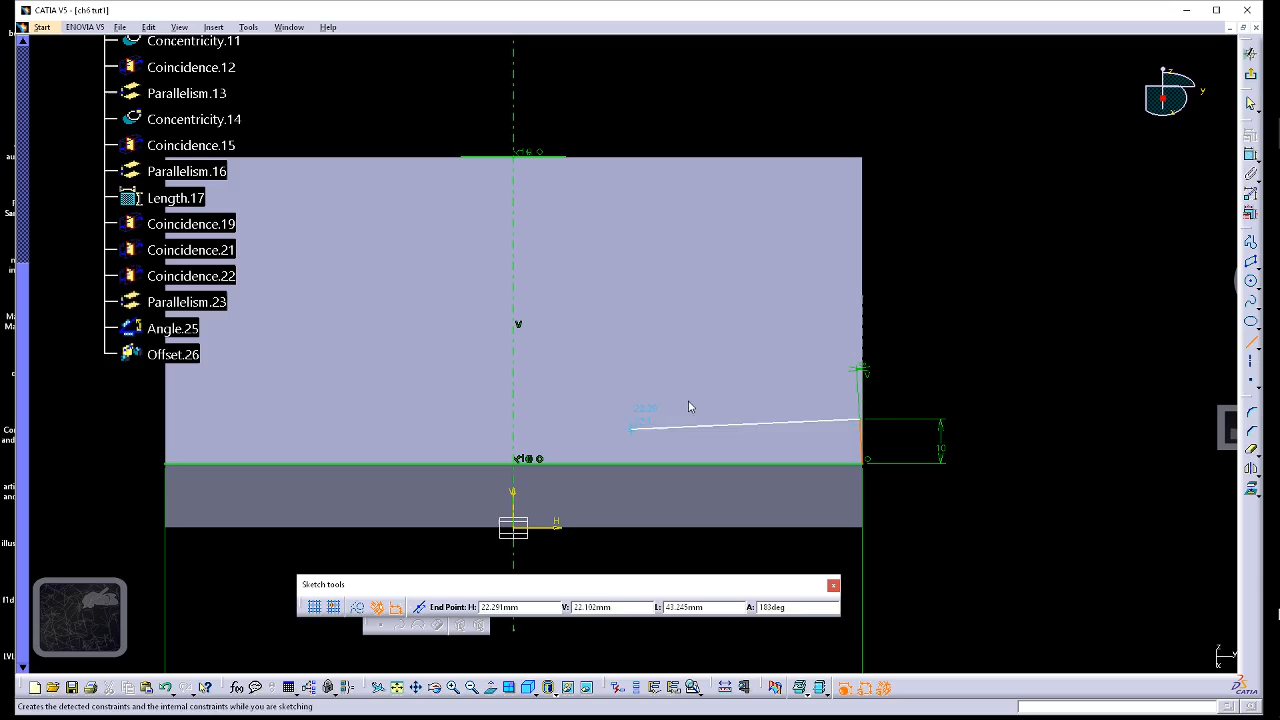 CATIA V5 - [ch6 tut1]
Start ENOVIA V5 File Edit View Insert Tools Window Help
Concentricity.11
Coincidence.12
Parallelism.13
Concentricity.14
Coincidence.15
Parallelism.16
Length.17
Coincidence.19
Coincidence.21
Coincidence.22
Parallelism.23
Angle.25
Offset.26
z
y
x
V
10
H
V
Sketch tools
End Point: H: 22.291mm V: 22.102mm L: 43.245mm A: 183deg
Creates the detected constraints and the internal constraints while you are sketching
CATIA